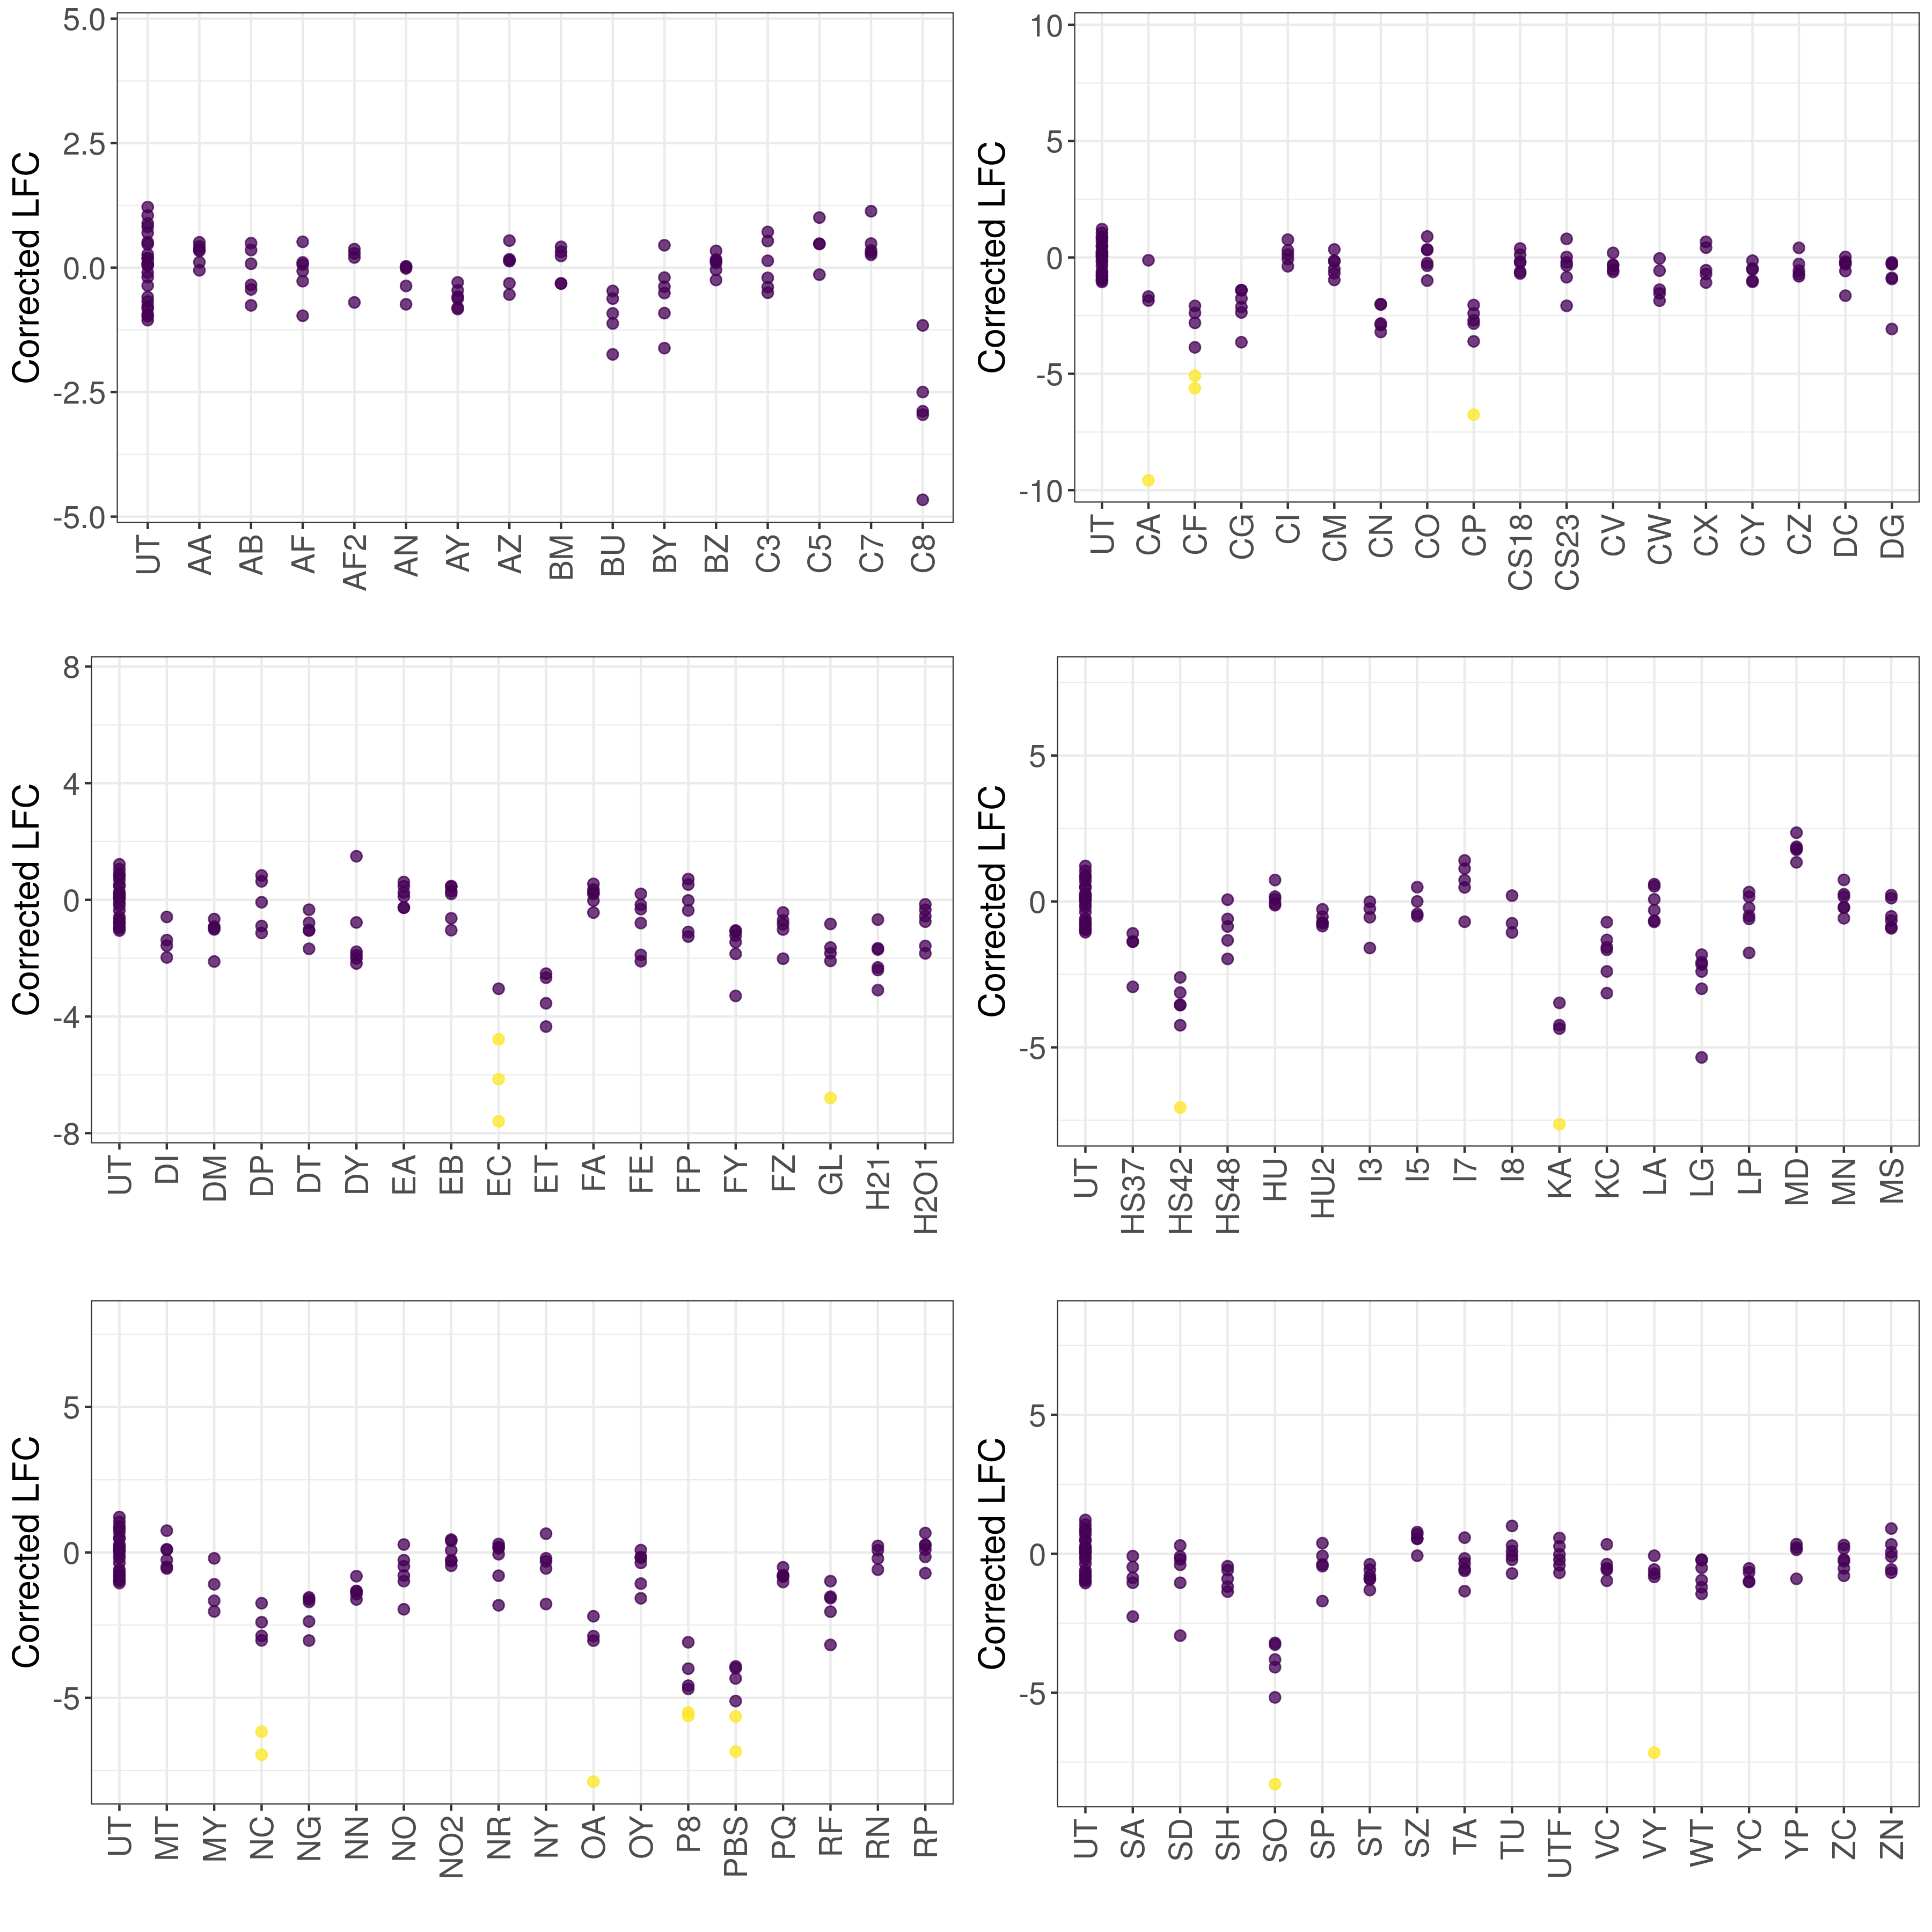 Corrected LFC
5.0
2.5
0.0
-2.5
-5.0
UT AA AB AF AF2 AN AY AZ BM BU BY BZ C3 C5 C7 C8
Corrected LFC
10
5
0
-5
-10
UT CA CF CG CI CM CN CO CP CS18 CS23 CV CW CX CY CZ DC DG
Corrected LFC
8
4
0
-4
-8
UT DI DM DP DT DY EA EB EC ET FA FE FP FY FZ GL H21 H2O1
Corrected LFC
5
0
-5
UT HS37 HS42 HS48 HU HU2 I3 I5 I7 I8 KA KC LA LG LP MD MN MS
Corrected LFC
5
0
-5
UT MT MY NC NG NN NO NO2 NR NY OA OY P8 PBS PQ RF RN RP
Corrected LFC
5
0
-5
UT SA SD SH SO SP ST SZ TA TU UTF VC VY WT YC YP ZC ZN